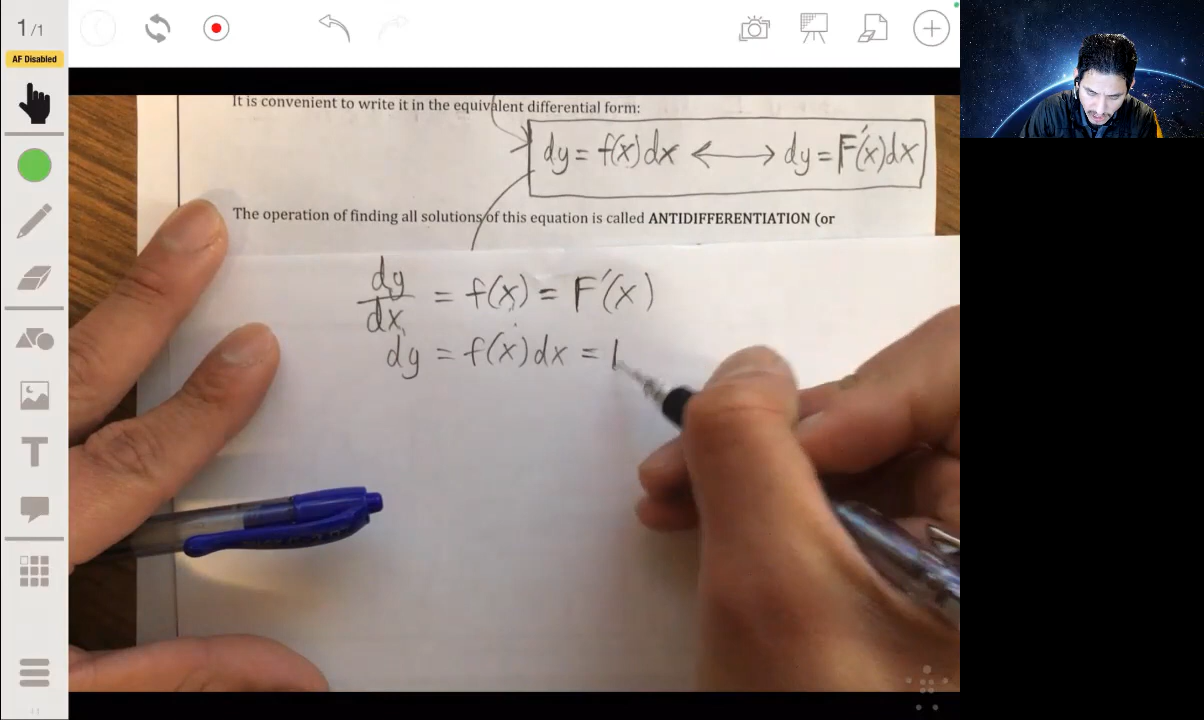 1/1
AF Disabled
It is convenient to write it in the equivalent differential form:
dy = f(x)dx ⟷ dy = F'(x)dx
The operation of finding all solutions of this equation is called ANTIDIFFERENTIATION (or
dy/dx = f(x) = F'(x)
dy = f(x)dx =
T